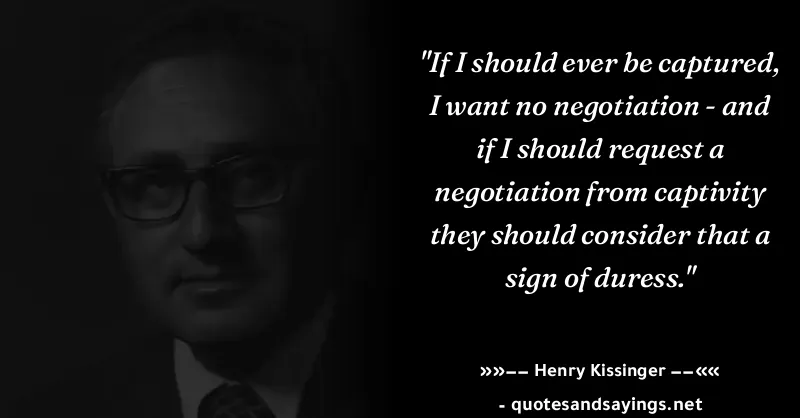 "If I should ever be captured,
I want no negotiation - and
if I should request a
negotiation from captivity
they should consider that a
sign of duress."
»»–– Henry Kissinger ––««
- quotesandsayings.net